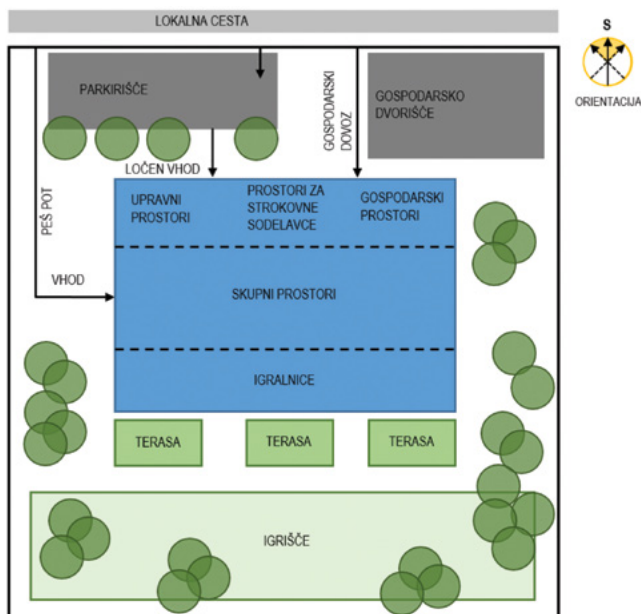 LOKALNA CESTA
S
ORIENTACIJA
PARKIRIŠČE
GOSPODARSKO
DVORIŠČE
GOSPODARSKI
DOVOZ
PEŠ POT
LOČEN VHOD
UPRAVNI
PROSTORI
PROSTORI ZA
STROKOVNE
SODELAVCE
GOSPODARSKI
PROSTORI
VHOD
SKUPNI PROSTORI
IGRALNICE
TERASA
TERASA
TERASA
IGRIŠČE